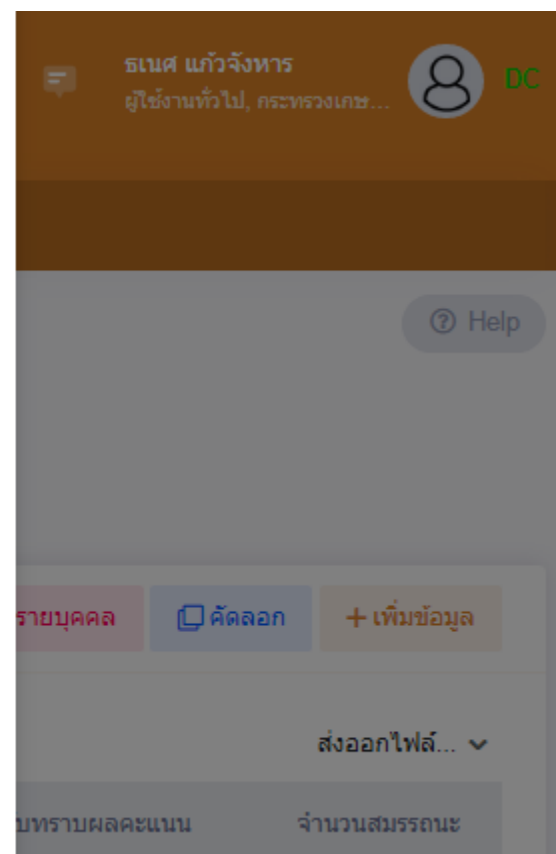 ธเนศ แก้วจังหาร
ผู้ใช้งานทั่วไป, กระทรวงเกษ...
DC
Help
รายบุคคล
คัดลอก
+ เพิ่มข้อมูล
ส่งออกไฟล์...
บทราบผลคะแนน จำนวนสมรรถนะ